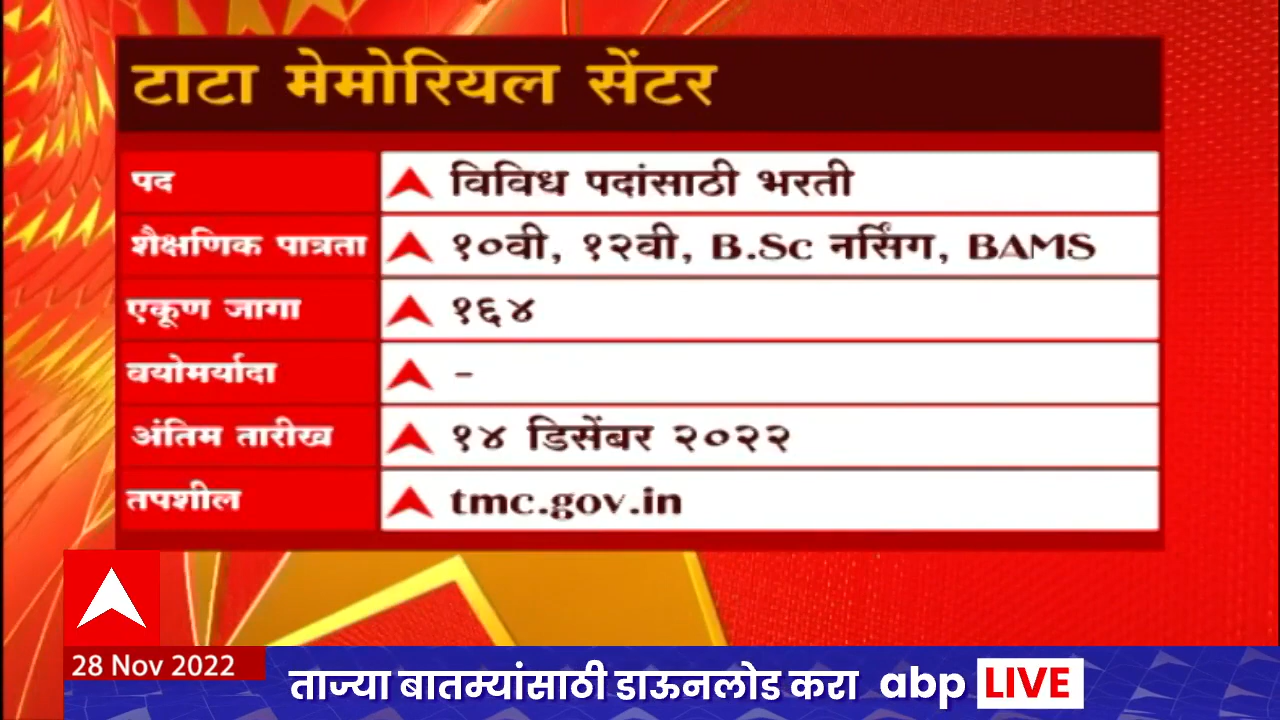 टाटा मेमोरियल सेंटर
पद विविध पदांसाठी भरती
शैक्षणिक पात्रता १०वी, १२वी, B.Sc नर्सिंग, BAMS
एकूण जागा १६४
वयोमर्यादा -
अंतिम तारीख १४ डिसेंबर २०२२
तपशील tmc.gov.in
28 Nov 2022
ताज्या बातम्यांसाठी डाऊनलोड करा abp LIVE